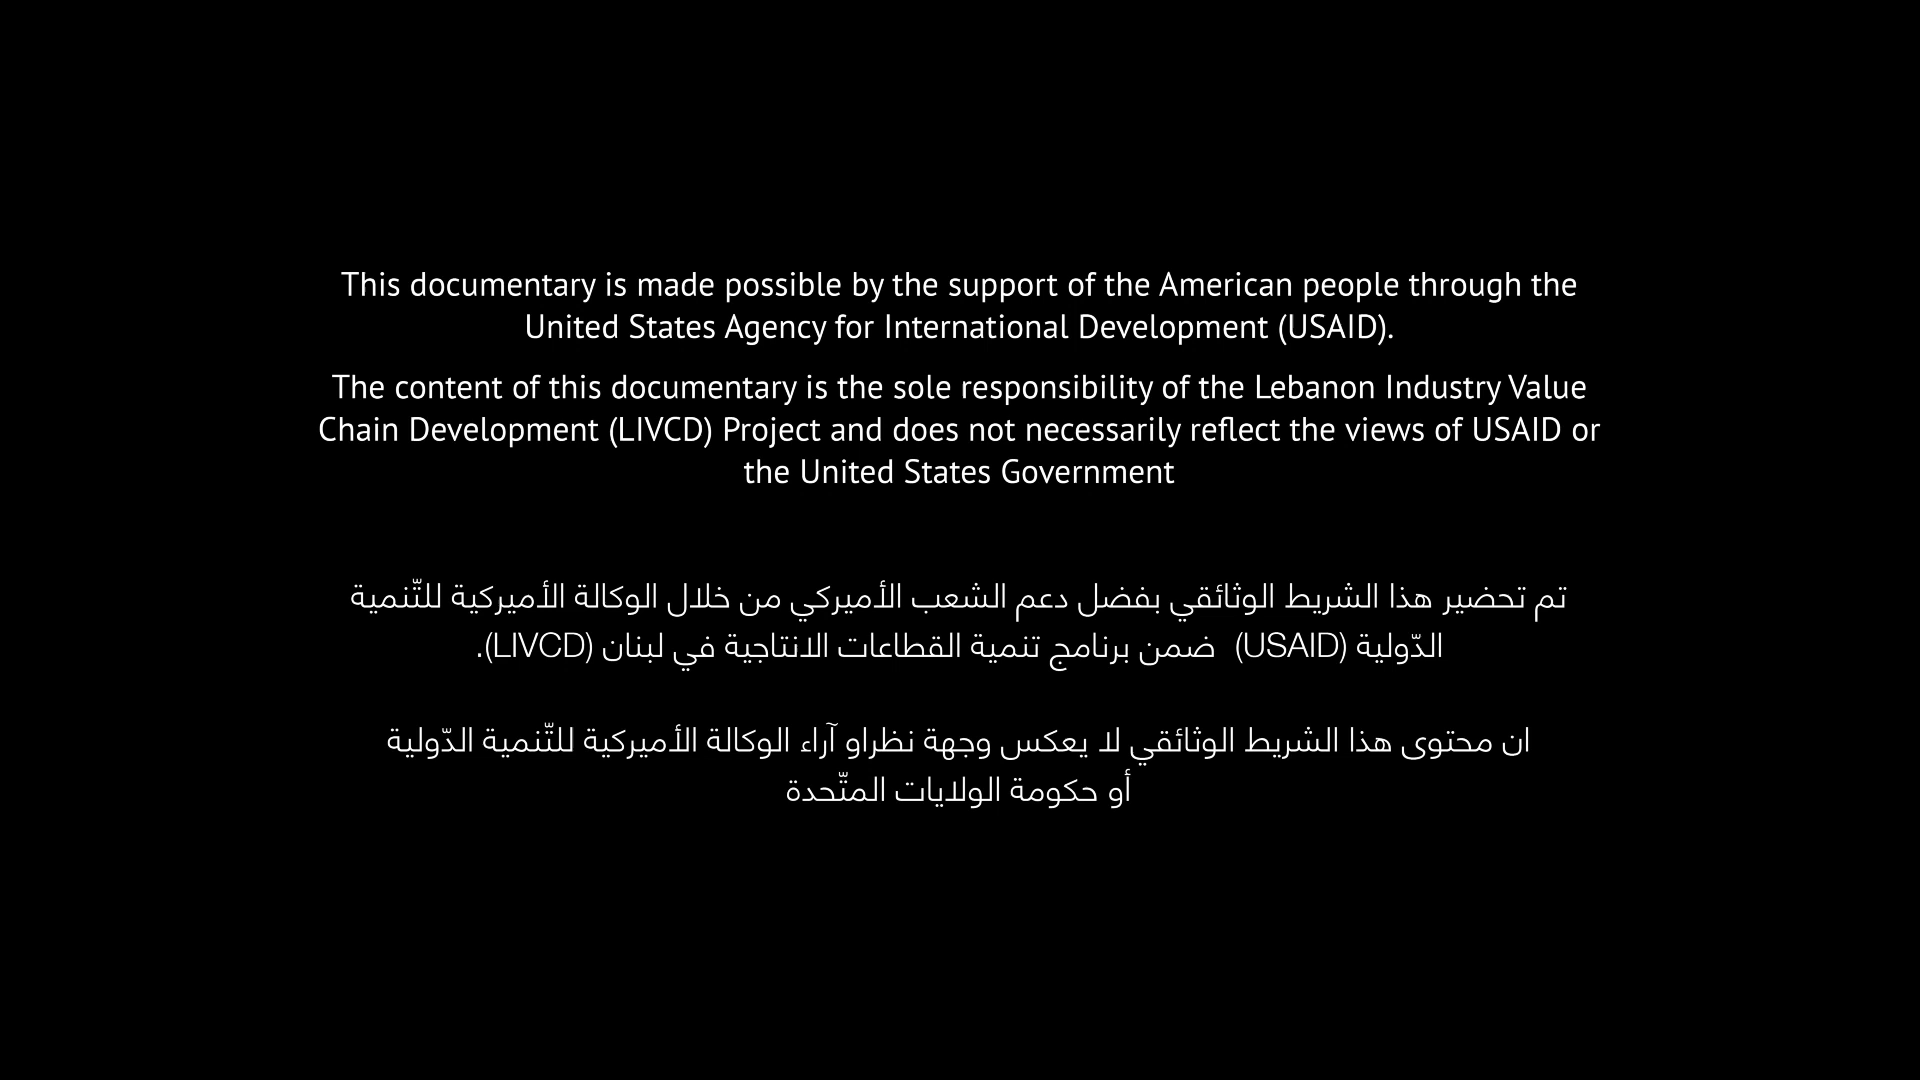 This documentary is made possible by the support of the American people through the
United States Agency for International Development (USAID).
The content of this documentary is the sole responsibility of the Lebanon Industry Value
Chain Development (LIVCD) Project and does not necessarily reflect the views of USAID or
the United States Government
تم تحضير هذا الشريط الوثائقي بفضل دعم الشعب الأميركي من خلال الوكالة الأميركية للتّنمية
الدّولية (USAID)  ضمن برنامج تنمية القطاعات الانتاجية في لبنان (LIVCD).
ان محتوى هذا الشريط الوثائقي لا يعكس وجهة نظراو آراء الوكالة الأميركية للتّنمية الدّولية
أو حكومة الولايات المتّحدة